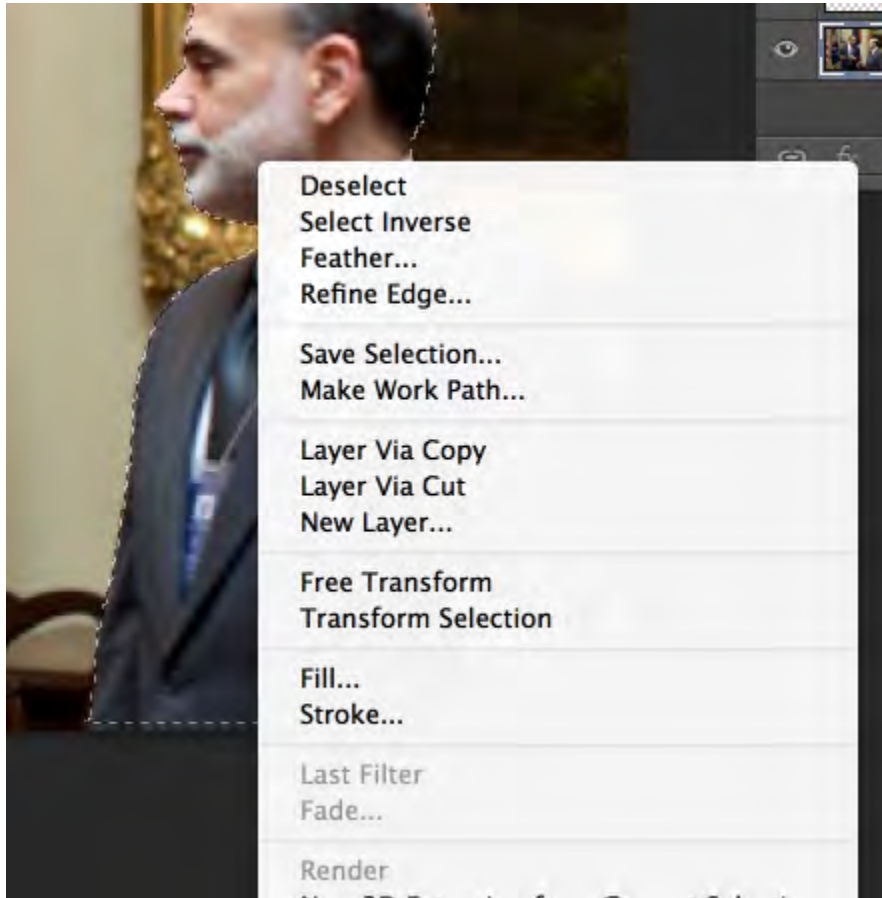 Deselect
Select Inverse
Feather...
Refine Edge...
Save Selection...
Make Work Path...
Layer Via Copy
Layer Via Cut
New Layer...
Free Transform
Transform Selection
Fill...
Stroke...
Last Filter
Fade...
Render